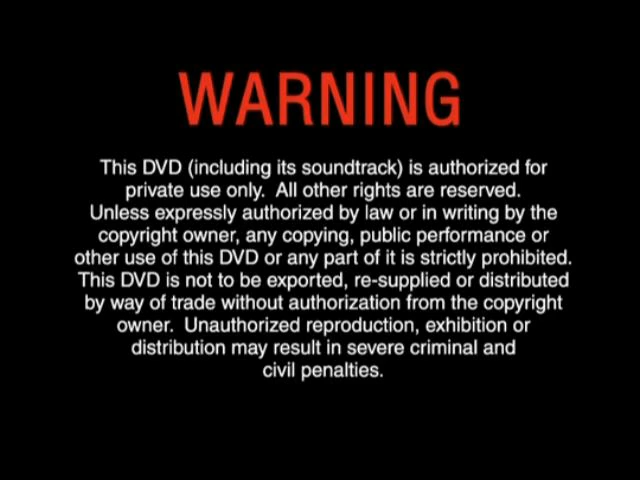 WARNING
This DVD (including its soundtrack) is authorized for
private use only.  All other rights are reserved.
Unless expressly authorized by law or in writing by the
copyright owner, any copying, public performance or
other use of this DVD or any part of it is strictly prohibited.
This DVD is not to be exported, re-supplied or distributed
by way of trade without authorization from the copyright
owner.  Unauthorized reproduction, exhibition or
distribution may result in severe criminal and
civil penalties.